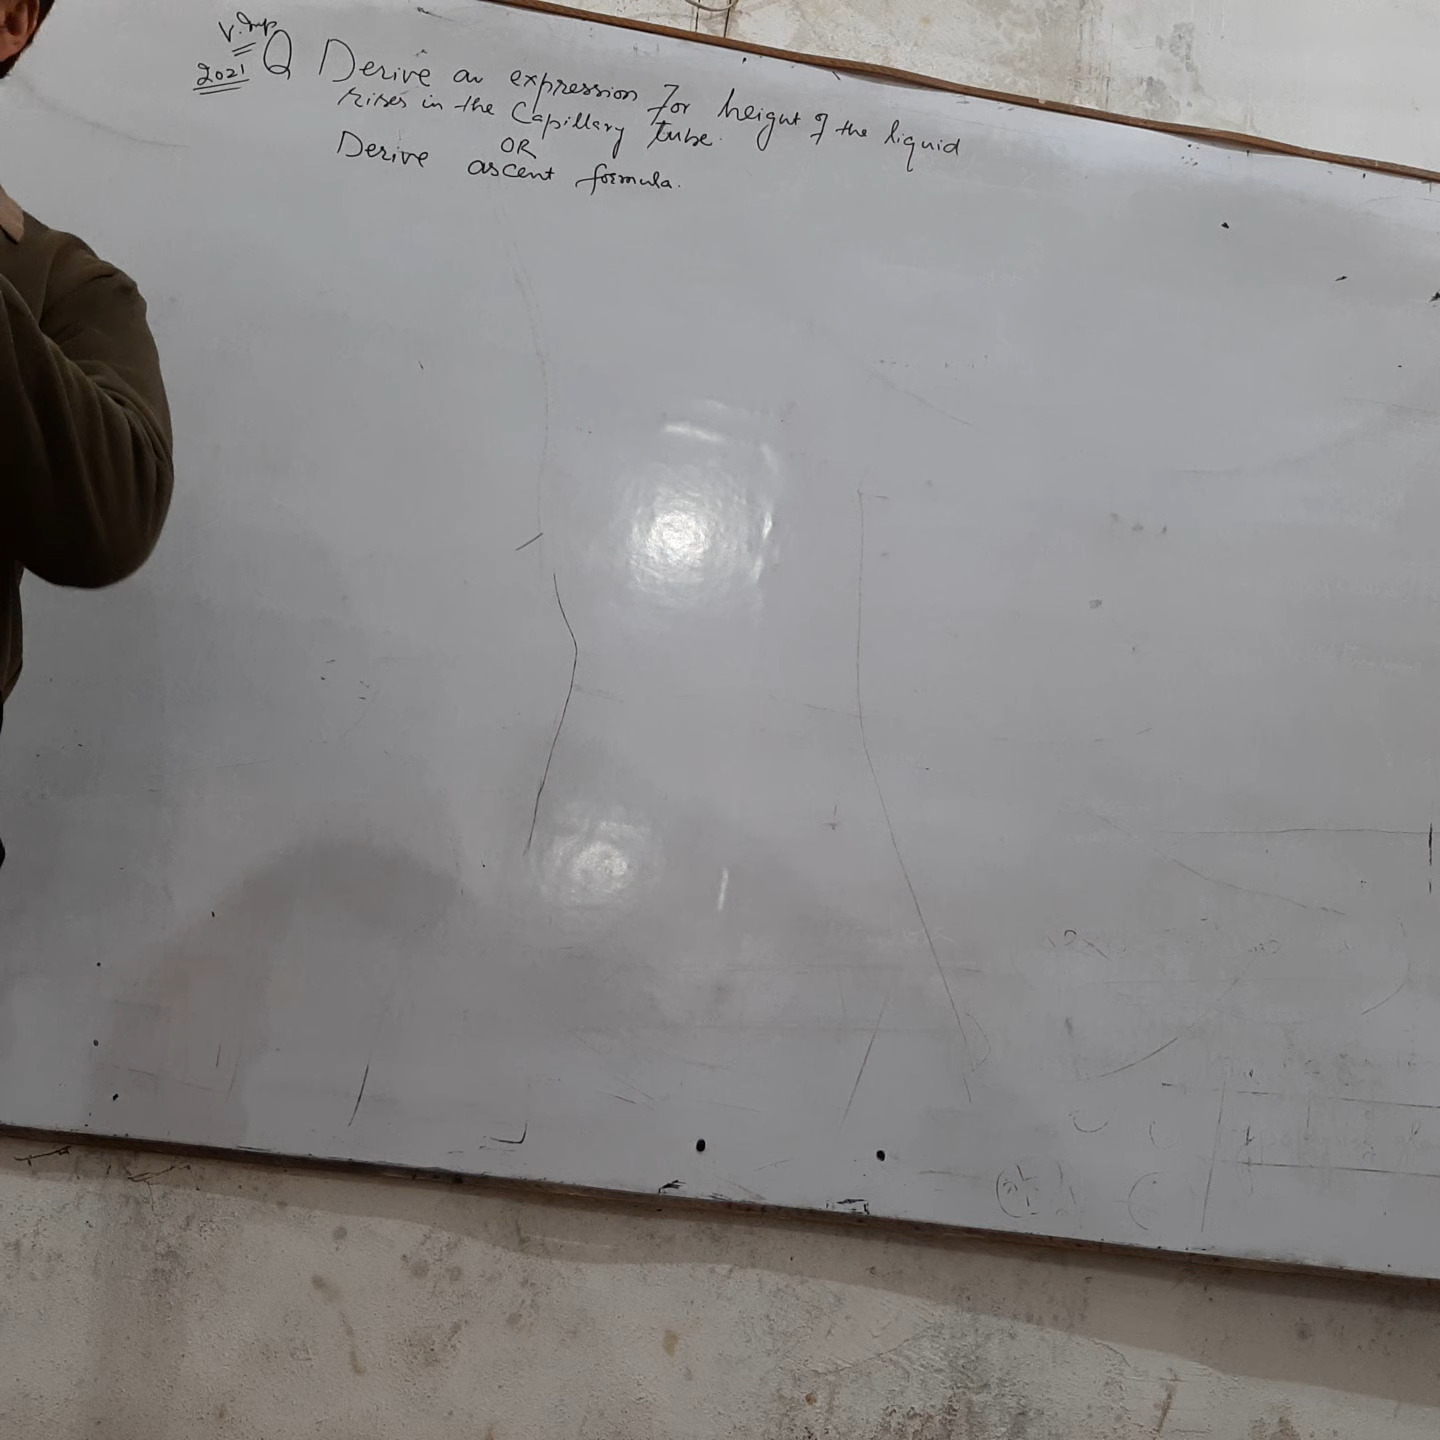 V. Imp
2021 Q Derive an expression For height of the liquid
rises in the Capillary tube.
OR
Derive ascent formula.